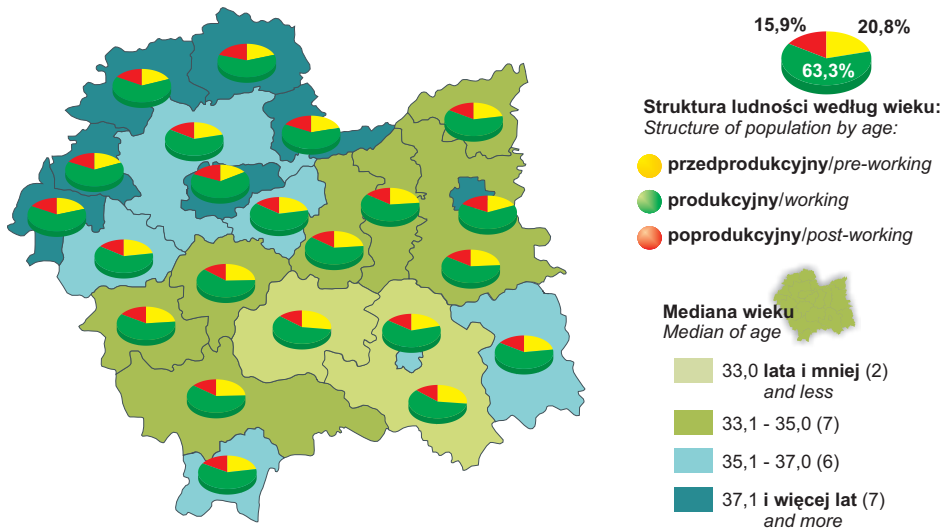 15,9% 20,8%
63,3%
Struktura ludności według wieku:
Structure of population by age:
przedprodukcyjny/pre-working
produkcyjny/working
poprodukcyjny/post-working
Mediana wieku
Median of age
33,0 lata i mniej (2)
and less
33,1 - 35,0 (7)
35,1 - 37,0 (6)
37,1 i więcej lat (7)
and more